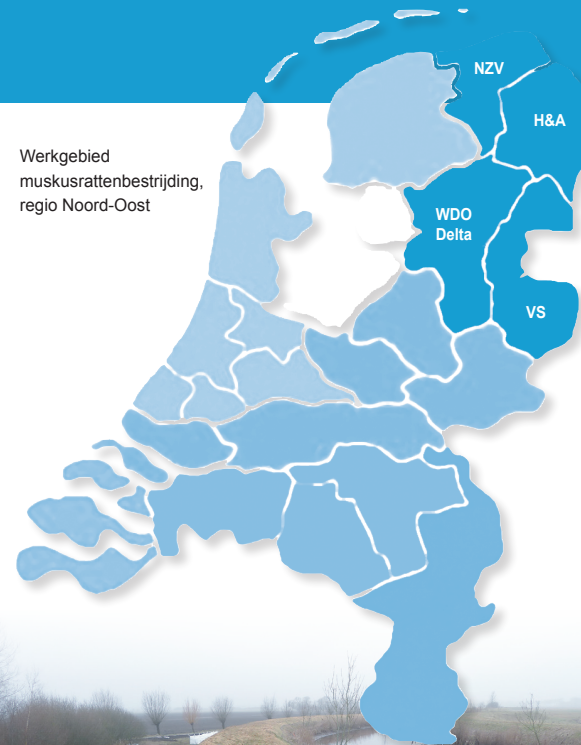 NZV
H&A
Werkgebied
muskusrattenbestrijding,
regio Noord-Oost
WDO
Delta
VS